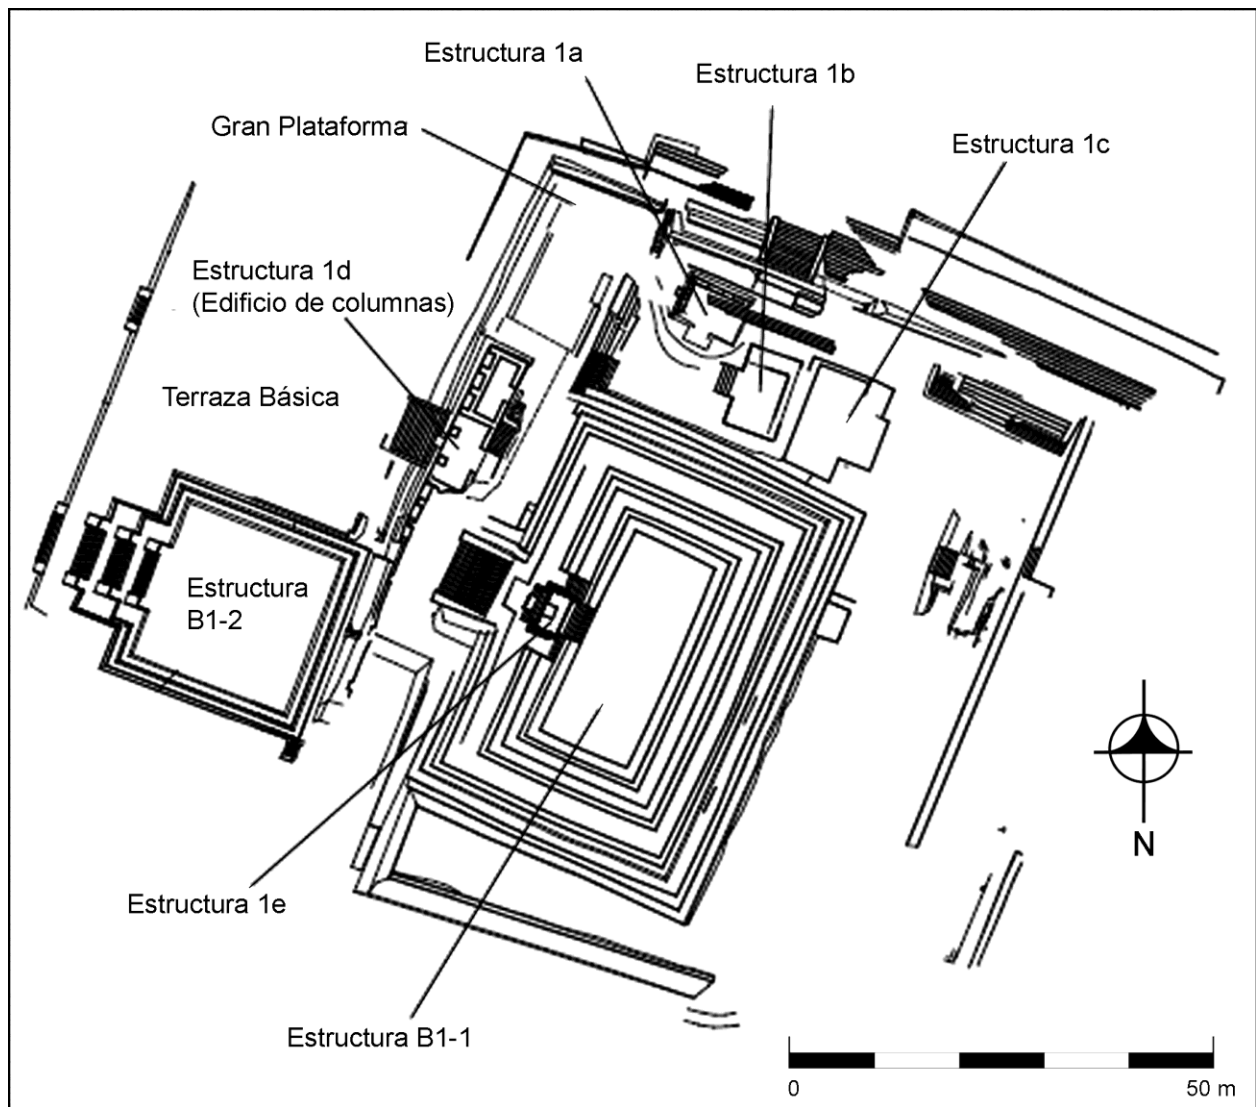 Estructura 1a
Estructura 1b
Gran Plataforma
Estructura 1c
Estructura 1d
(Edificio de columnas)
Terraza Básica
Estructura
B1-2
N
Estructura 1e
Estructura B1-1
0
50 m